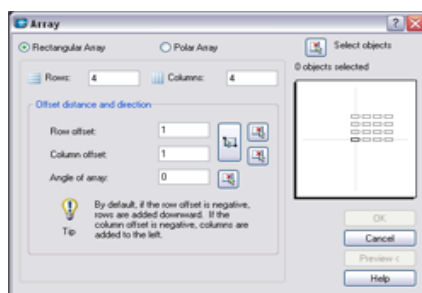 Array
Rectangular Array
Polar Array
Select objects
0 objects selected
Rows:
4
Columns:
4
Offset distance and direction
Row offset:
1
Column offset:
1
Angle of array:
0
Tip
By default, if the row offset is negative,
rows are added downward. If the
column offset is negative, columns are
added to the left.
OK
Cancel
Preview <
Help